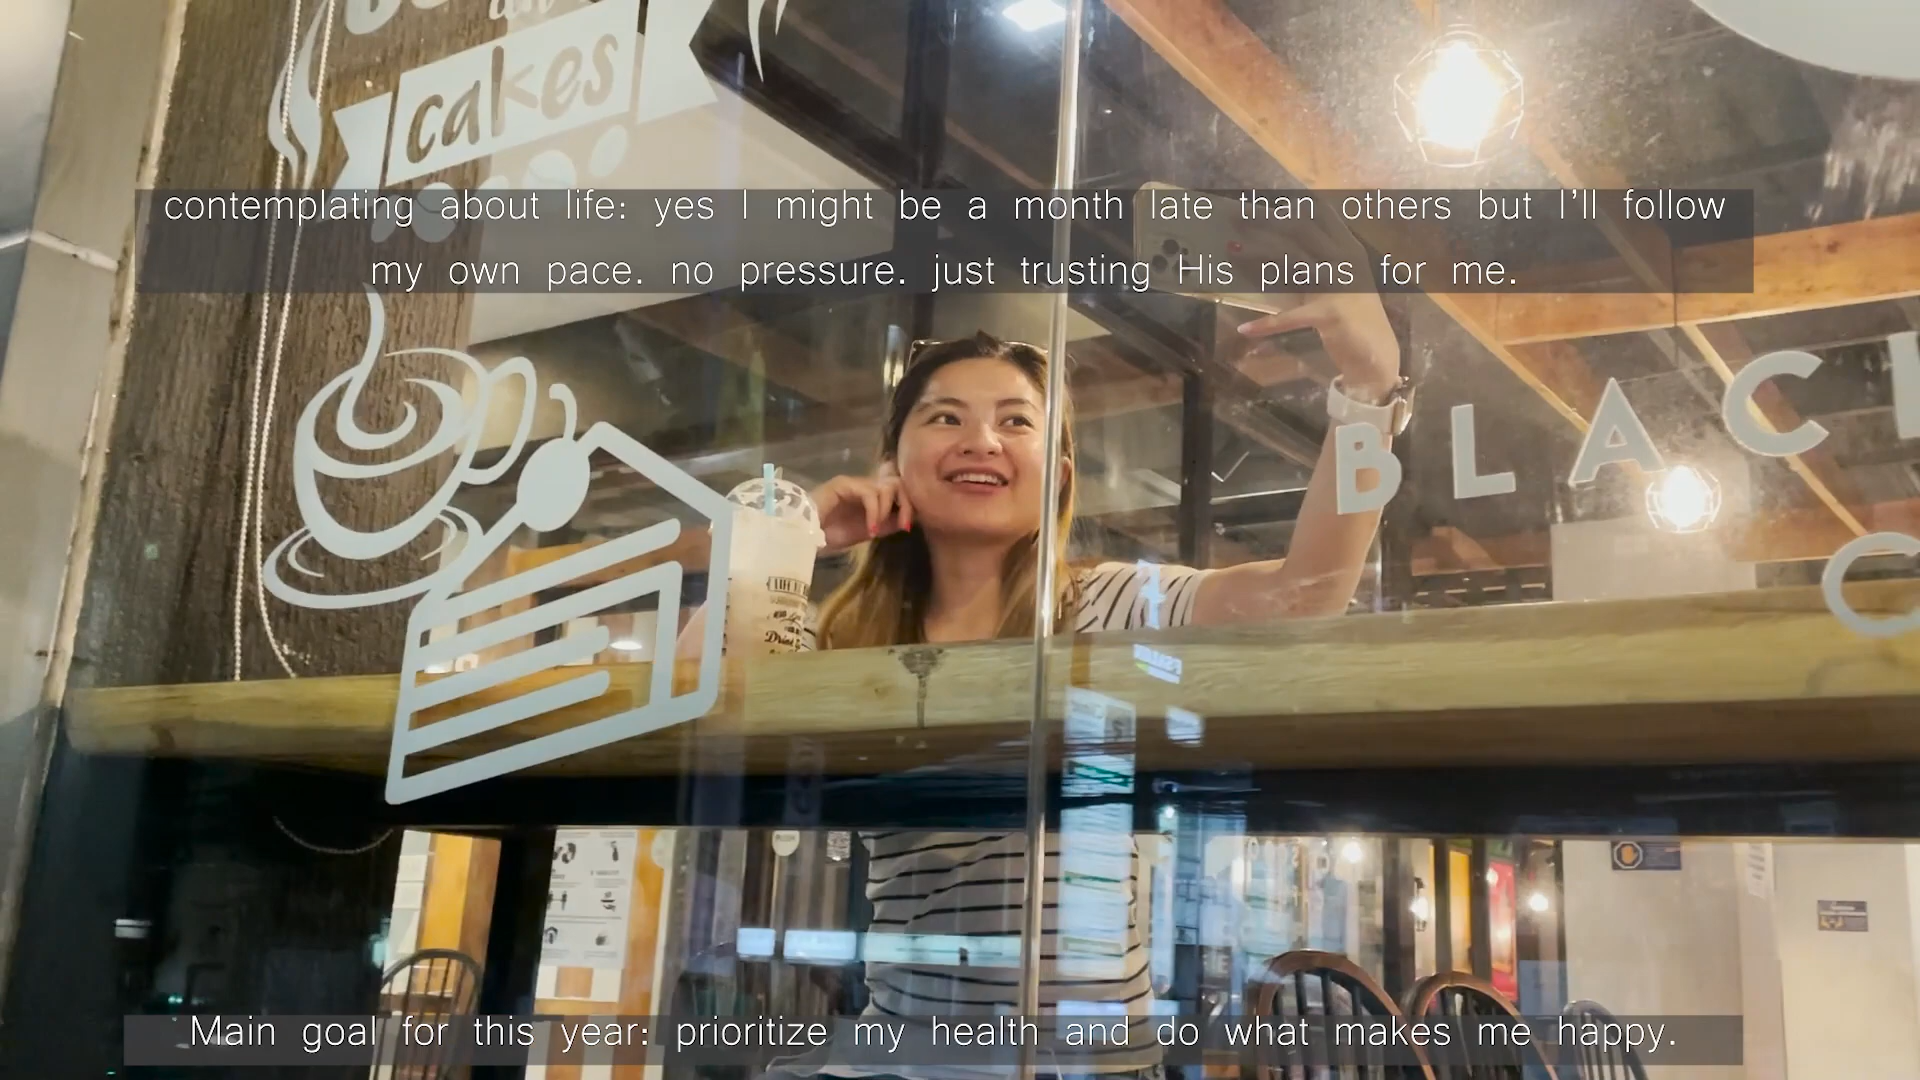 cakes
contemplating about life: yes I might be a month late than others but I'll follow
my own pace. no pressure. just trusting His plans for me.
BLAC
C
Main goal for this year: prioritize my health and do what makes me happy.